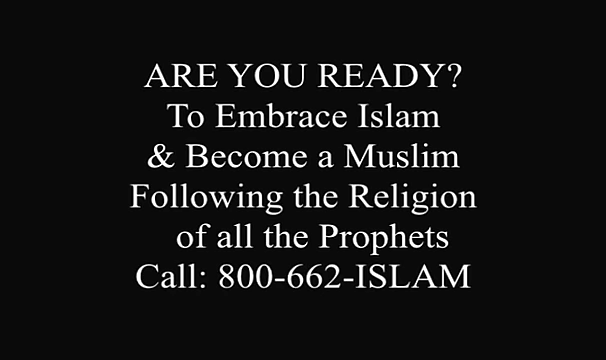 ARE YOU READY?
To Embrace Islam
& Become a Muslim
Following the Religion
of all the Prophets
Call: 800-662-ISLAM